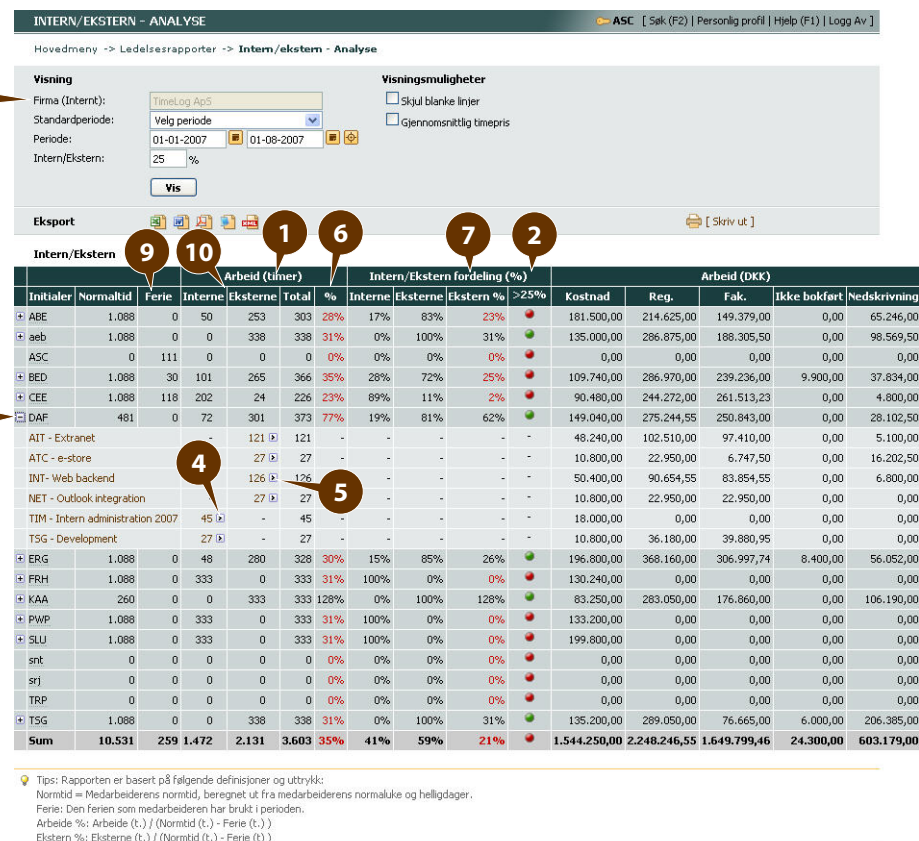 INTERN/EKSTERN - ANALYSE ASC [ Søk (F2) | Personlig profil | Hjelp (F1) | Logg Av ]
Hovedmeny -> Ledelsesrapporter -> Intern/ekstern - Analyse
Visning Visningsmuligheter
Firma (Internt): TimeLog ApS Skjul blanke linjer
Standardperiode: Velg periode Gjennomsnittlig timepris
Periode: 01-01-2007 01-08-2007
Intern/Ekstern: 25 %
Vis
Eksport [ Skriv ut ]
Intern/Ekstern 9 10 1 6 7 2
Arbeid (timer) Intern/Ekstern fordeling (%) Arbeid (DKK)
Initialer Normaltid Ferie Interne Eksterne Total % Interne Eksterne Ekstern % >25% Kostnad Reg. Fak. Ikke bokført Nedskrivning
ABE 1.088 0 50 253 303 28% 17% 83% 23% 181.500,00 214.625,00 149.379,00 0,00 65.246,00
aeb 1.088 0 0 338 338 31% 0% 100% 31% 135.000,00 286.875,00 188.305,50 0,00 98.569,50
ASC 0 111 0 0 0 0% 0% 0% 0% 0,00 0,00 0,00 0,00 0,00
BED 1.088 30 101 265 366 35% 28% 72% 25% 109.740,00 286.970,00 239.236,00 9.900,00 37.834,00
CEE 1.088 118 202 24 226 23% 89% 11% 2% 90.480,00 244.272,00 261.513,23 0,00 4.800,00
DAF 481 0 72 301 373 77% 19% 81% 62% 149.040,00 275.244,55 250.843,00 0,00 28.102,50
AIT - Extranet - 121 121 - - - - - 48.240,00 102.510,00 97.410,00 0,00 5.100,00
ATC - e-store 27 27 - - - - - 10.800,00 22.950,00 6.747,50 0,00 16.202,50
INT- Web backend 126 126 - - - - 50.400,00 90.654,55 83.854,55 0,00 6.800,00
NET - Outlook integration 27 27 - - - - 10.800,00 22.950,00 22.950,00 0,00 0,00
TIM - Intern administration 2007 45 - 45 - - - - - 18.000,00 0,00 0,00 0,00 0,00
TSG - Development 27 - 27 - - - - - 10.800,00 36.180,00 39.880,95 0,00 0,00
4
5
ERG 1.088 0 48 280 328 30% 15% 85% 26% 196.800,00 368.160,00 306.997,74 8.400,00 56.052,00
FRH 1.088 0 333 0 333 31% 100% 0% 0% 130.240,00 0,00 0,00 0,00 0,00
KAA 260 0 0 333 333 128% 0% 100% 128% 83.250,00 283.050,00 176.860,00 0,00 106.190,00
PWP 1.088 0 333 0 333 31% 100% 0% 0% 133.200,00 0,00 0,00 0,00 0,00
SLU 1.088 0 333 0 333 31% 100% 0% 0% 199.800,00 0,00 0,00 0,00 0,00
snt 0 0 0 0 0 0% 0% 0% 0% 0,00 0,00 0,00 0,00 0,00
srj 0 0 0 0 0 0% 0% 0% 0% 0,00 0,00 0,00 0,00 0,00
TRP 0 0 0 0 0 0% 0% 0% 0% 0,00 0,00 0,00 0,00 0,00
TSG 1.088 0 0 338 338 31% 0% 100% 31% 135.200,00 289.050,00 76.665,00 6.000,00 206.385,00
Sum 10.531 259 1.472 2.131 3.603 35% 41% 59% 21% 1.544.250,00 2.248.246,55 1.649.799,46 24.300,00 603.179,00
Tips: Rapporten er basert på følgende definisjoner og uttrykk:
Normtid = Medarbeiderens normtid, beregnet ut fra medarbeiderens normaluke og helligdager.
Ferie: Den ferien som medarbeideren har brukt i perioden.
Arbeide %: Arbeide (t.) / (Normtid (t.) - Ferie (t.) )
Ekstern %: Eksterne (t.) / (Normtid (t.) - Ferie (t.) )